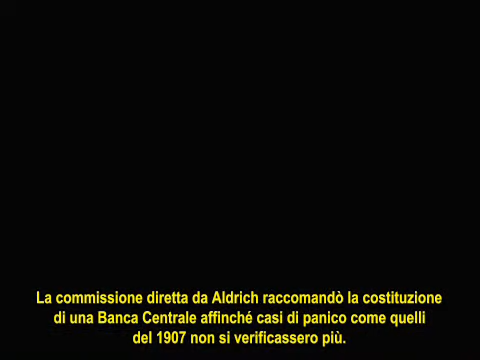 La commissione diretta da Aldrich raccomandò la costituzione
di una Banca Centrale affinché casi di panico come quelli
del 1907 non si verificassero più.